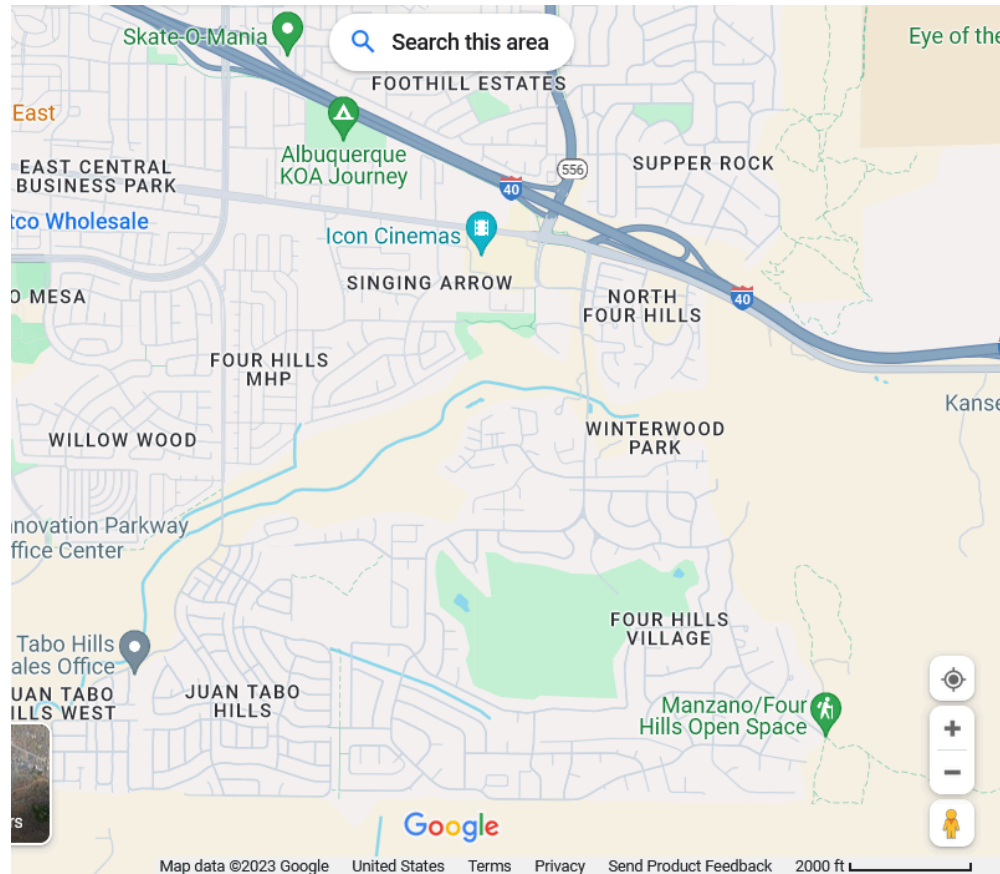 Skate-O-Mania
Search this area
Eye of the
FOOTHILL ESTATES
East
Albuquerque
KOA Journey
EAST CENTRAL
BUSINESS PARK
556
SUPPER ROCK
40
tco Wholesale
Icon Cinemas
SINGING ARROW
O MESA
NORTH
FOUR HILLS
40
FOUR HILLS
MHP
Kanse
WILLOW WOOD
WINTERWOOD
PARK
nnovation Parkway
ffice Center
FOUR HILLS
VILLAGE
Tabo Hills
ales Office
UAN TABO
ILLS WEST
JUAN TABO
HILLS
Manzano/Four
Hills Open Space
rs
Google
Map data ©2023 Google United States Terms Privacy Send Product Feedback 2000 ft